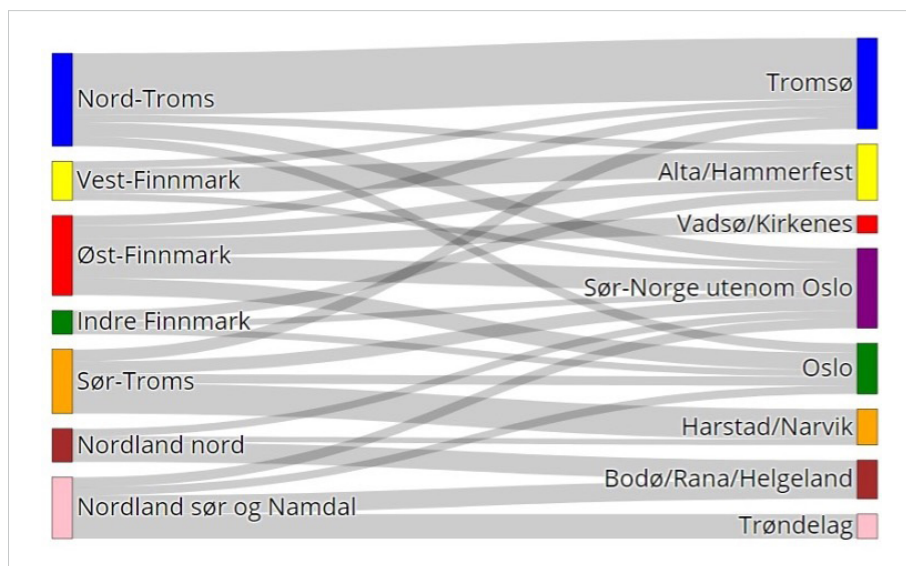 Nord-Troms
Vest-Finnmark
Øst-Finnmark
Indre Finnmark
Sør-Troms
Nordland nord
Nordland sør og Namdal
Tromsø
Alta/Hammerfest
Vadsø/Kirkenes
Sør-Norge utenom Oslo
Oslo
Harstad/Narvik
Bodø/Rana/Helgeland
Trøndelag